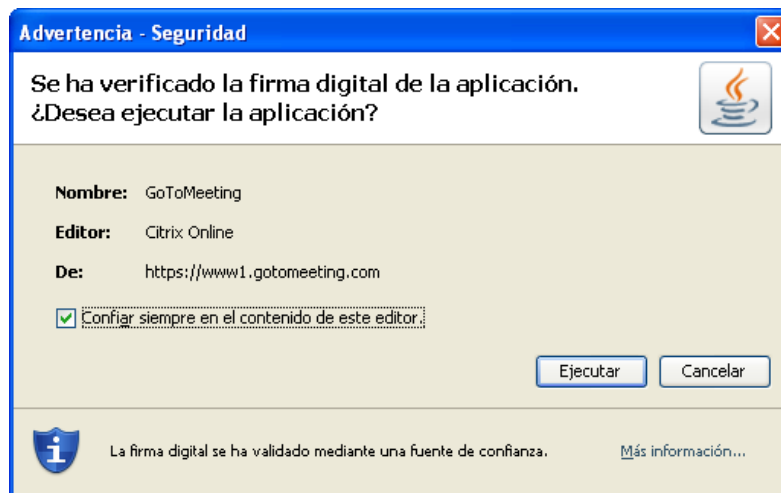 Advertencia - Seguridad
Se ha verificado la firma digital de la aplicación.
¿Desea ejecutar la aplicación?
Nombre: GoToMeeting
Editor: Citrix Online
De: https://www1.gotomeeting.com
Confiar siempre en el contenido de este editor.
Ejecutar Cancelar
La firma digital se ha validado mediante una fuente de confianza. Más información...